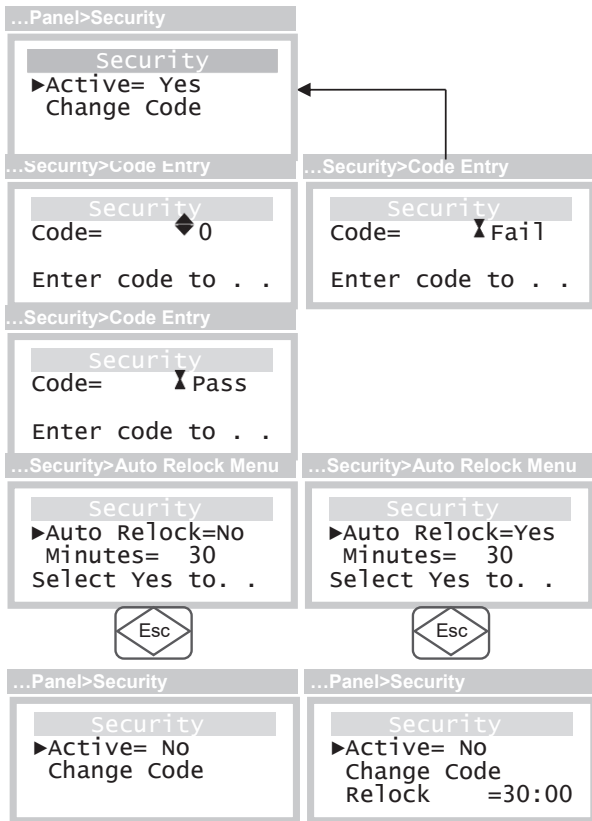 ...Panel>Security
Security
►Active= Yes
Change Code
...Security>Code Entry
Security
Code= 0
Enter code to . .
...Security>Code Entry
Security
Code= Fail
Enter code to . .
...Security>Code Entry
Security
Code= Pass
Enter code to . .
...Security>Auto Relock Menu
Security
►Auto Relock=No
Minutes= 30
Select Yes to. .
Esc
...Security>Auto Relock Menu
Security
►Auto Relock=Yes
Minutes= 30
Select Yes to. .
Esc
...Panel>Security
Security
►Active= No
Change Code
...Panel>Security
Security
►Active= No
Change Code
Relock =30:00